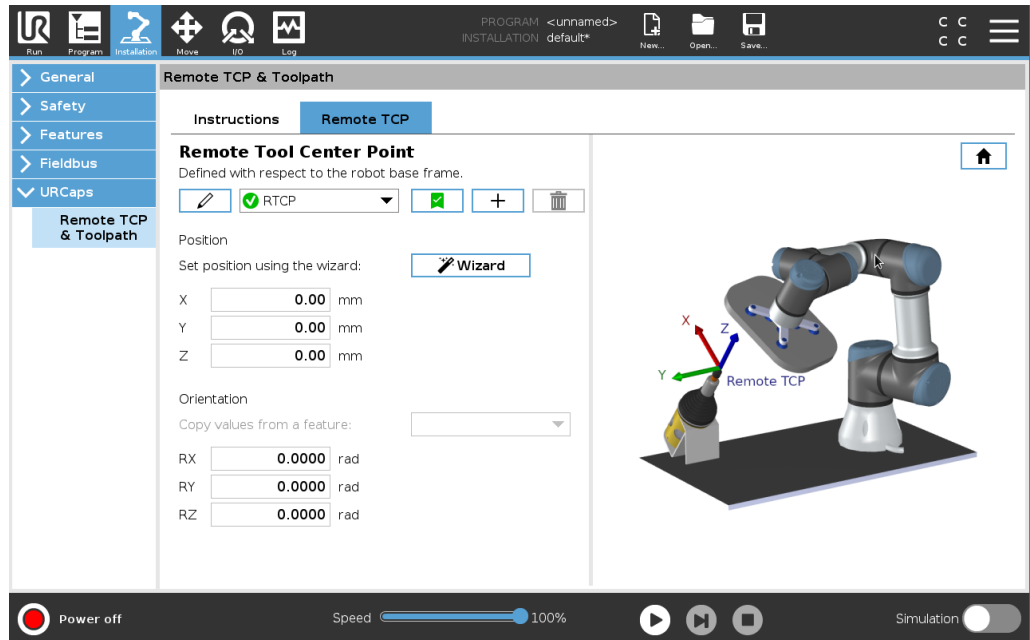 UR
PROGRAM <unnamed>
INSTALLATION default*
C C
C C
Run Program Installation Move I/O Log New... Open... Save...
General
Safety
Features
Fieldbus
URCaps
Remote TCP
& Toolpath
Remote TCP & Toolpath
Instructions Remote TCP
Remote Tool Center Point
Defined with respect to the robot base frame.
RTCP
Position
Set position using the wizard: Wizard
X 0.00 mm
Y 0.00 mm
Z 0.00 mm
Orientation
Copy values from a feature:
RX 0.0000 rad
RY 0.0000 rad
RZ 0.0000 rad
X
Z
Y
Remote TCP
Power off Speed 100% Simulation